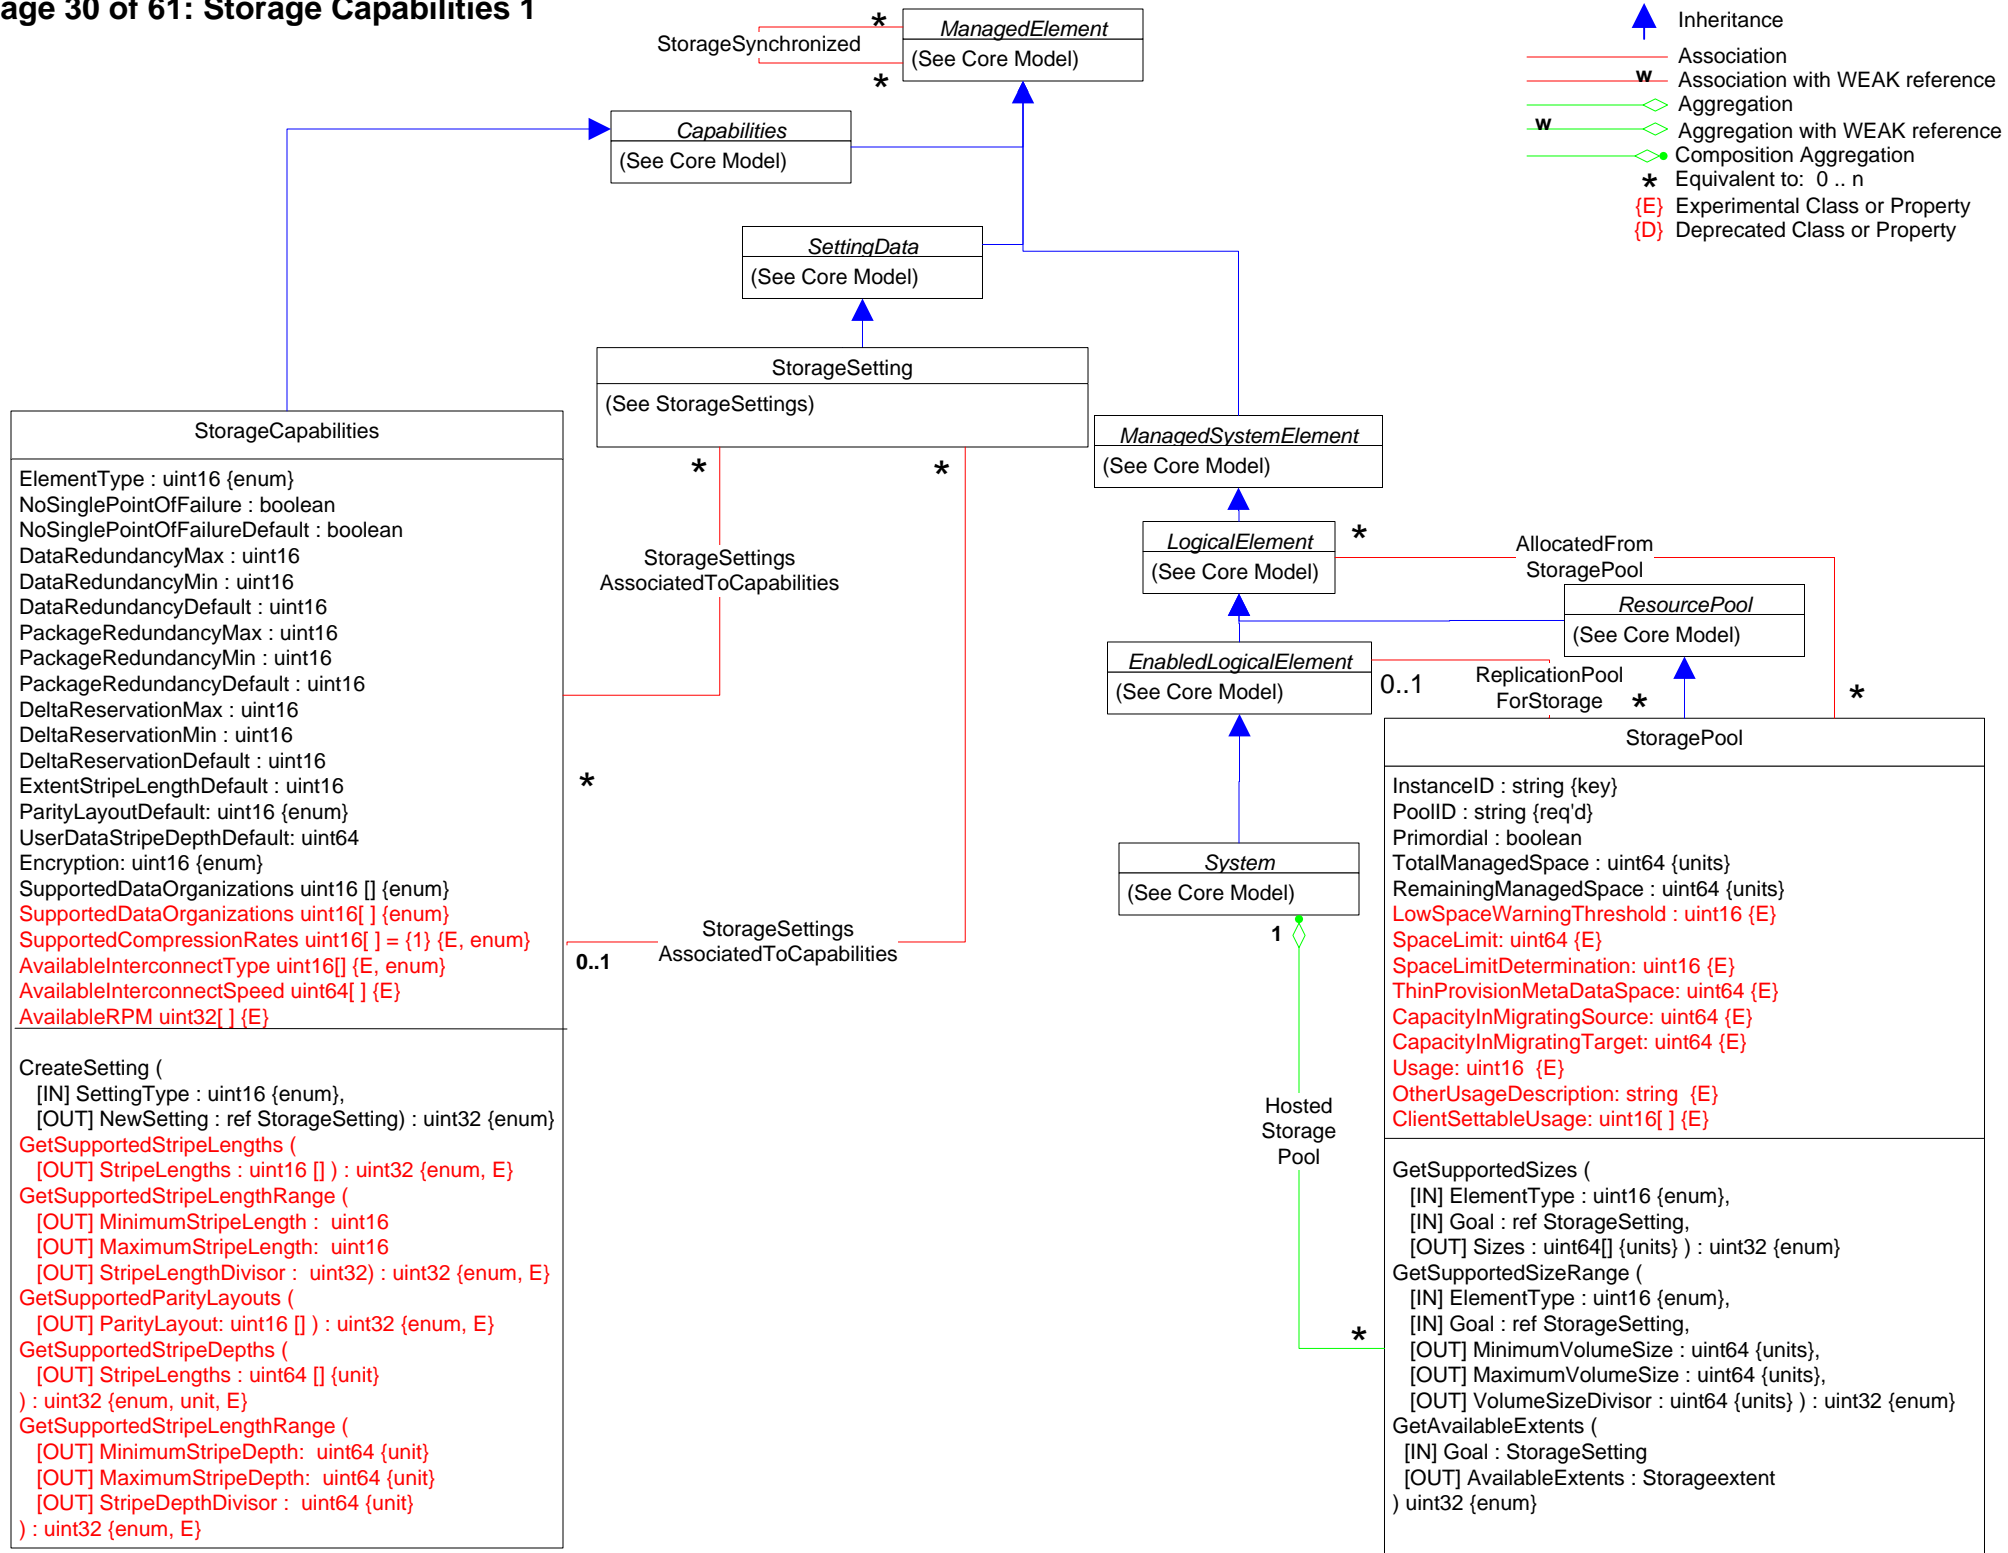 age 30 of 61: Storage Capabilities 1
Inheritance
Association
w Association with WEAK reference
Aggregation
w Aggregation with WEAK reference
Composition Aggregation
* Equivalent to: 0 .. n
{E} Experimental Class or Property
{D} Deprecated Class or Property
StorageSynchronized
*
*
ManagedElement
(See Core Model)
Capabilities
(See Core Model)
SettingData
(See Core Model)
StorageSetting
(See StorageSettings)
*
*
StorageSettings
AssociatedToCapabilities
*
StorageSettings
AssociatedToCapabilities
0..1
StorageCapabilities
ElementType : uint16 {enum}
NoSinglePointOfFailure : boolean
NoSinglePointOfFailureDefault : boolean
DataRedundancyMax : uint16
DataRedundancyMin : uint16
DataRedundancyDefault : uint16
PackageRedundancyMax : uint16
PackageRedundancyMin : uint16
PackageRedundancyDefault : uint16
DeltaReservationMax : uint16
DeltaReservationMin : uint16
DeltaReservationDefault : uint16
ExtentStripeLengthDefault : uint16
ParityLayoutDefault: uint16 {enum}
UserDataStripeDepthDefault: uint64
Encryption: uint16 {enum}
SupportedDataOrganizations uint16 [] {enum}
SupportedDataOrganizations uint16[ ] {enum}
SupportedCompressionRates uint16[ ] = {1} {E, enum}
AvailableInterconnectType uint16[] {E, enum}
AvailableInterconnectSpeed uint64[ ] {E}
AvailableRPM uint32[ ] {E}
CreateSetting (
[IN] SettingType : uint16 {enum},
[OUT] NewSetting : ref StorageSetting) : uint32 {enum}
GetSupportedStripeLengths (
[OUT] StripeLengths : uint16 [] ) : uint32 {enum, E}
GetSupportedStripeLengthRange (
[OUT] MinimumStripeLength :  uint16
[OUT] MaximumStripeLength:  uint16
[OUT] StripeLengthDivisor :  uint32) : uint32 {enum, E}
GetSupportedParityLayouts (
[OUT] ParityLayout: uint16 [] ) : uint32 {enum, E}
GetSupportedStripeDepths (
[OUT] StripeLengths : uint64 [] {unit}
) : uint32 {enum, unit, E}
GetSupportedStripeLengthRange (
[OUT] MinimumStripeDepth:  uint64 {unit}
[OUT] MaximumStripeDepth:  uint64 {unit}
[OUT] StripeDepthDivisor :  uint64 {unit}
) : uint32 {enum, E}
ManagedSystemElement
(See Core Model)
LogicalElement
(See Core Model)
*
AllocatedFrom
StoragePool
*
ResourcePool
(See Core Model)
EnabledLogicalElement
(See Core Model)
0..1
ReplicationPool
ForStorage
*
System
(See Core Model)
1
Hosted
Storage
Pool
*
StoragePool
InstanceID : string {key}
PoolID : string {req'd}
Primordial : boolean
TotalManagedSpace : uint64 {units}
RemainingManagedSpace : uint64 {units}
LowSpaceWarningThreshold : uint16 {E}
SpaceLimit: uint64 {E}
SpaceLimitDetermination: uint16 {E}
ThinProvisionMetaDataSpace: uint64 {E}
CapacityInMigratingSource: uint64 {E}
CapacityInMigratingTarget: uint64 {E}
Usage: uint16  {E}
OtherUsageDescription: string  {E}
ClientSettableUsage: uint16[ ] {E}
GetSupportedSizes (
[IN] ElementType : uint16 {enum},
[IN] Goal : ref StorageSetting,
[OUT] Sizes : uint64[] {units} ) : uint32 {enum}
GetSupportedSizeRange (
[IN] ElementType : uint16 {enum},
[IN] Goal : ref StorageSetting,
[OUT] MinimumVolumeSize : uint64 {units},
[OUT] MaximumVolumeSize : uint64 {units},
[OUT] VolumeSizeDivisor : uint64 {units} ) : uint32 {enum}
GetAvailableExtents (
[IN] Goal : StorageSetting
[OUT] AvailableExtents : Storageextent
) uint32 {enum}